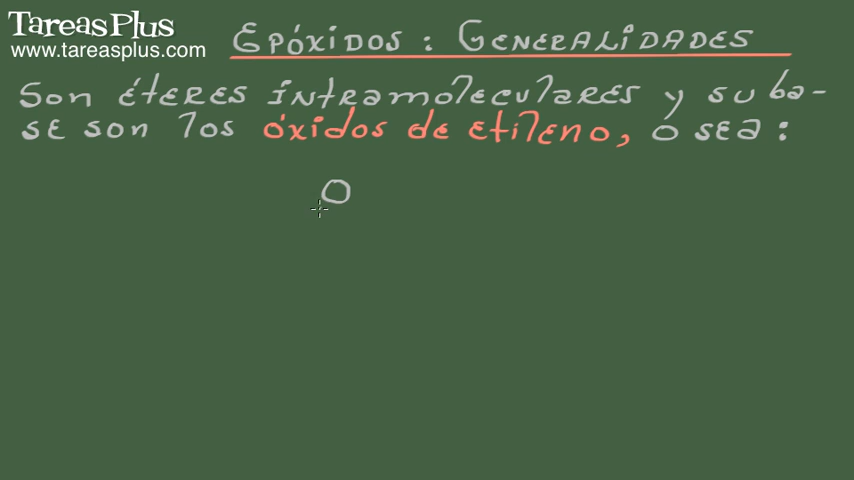 TareasPlus
www.tareasplus.com
EPÓXIDOS : GENERALIDADES
Son éteres intramoleculares y su ba-
se son los óxidos de etileno, o sea :
O